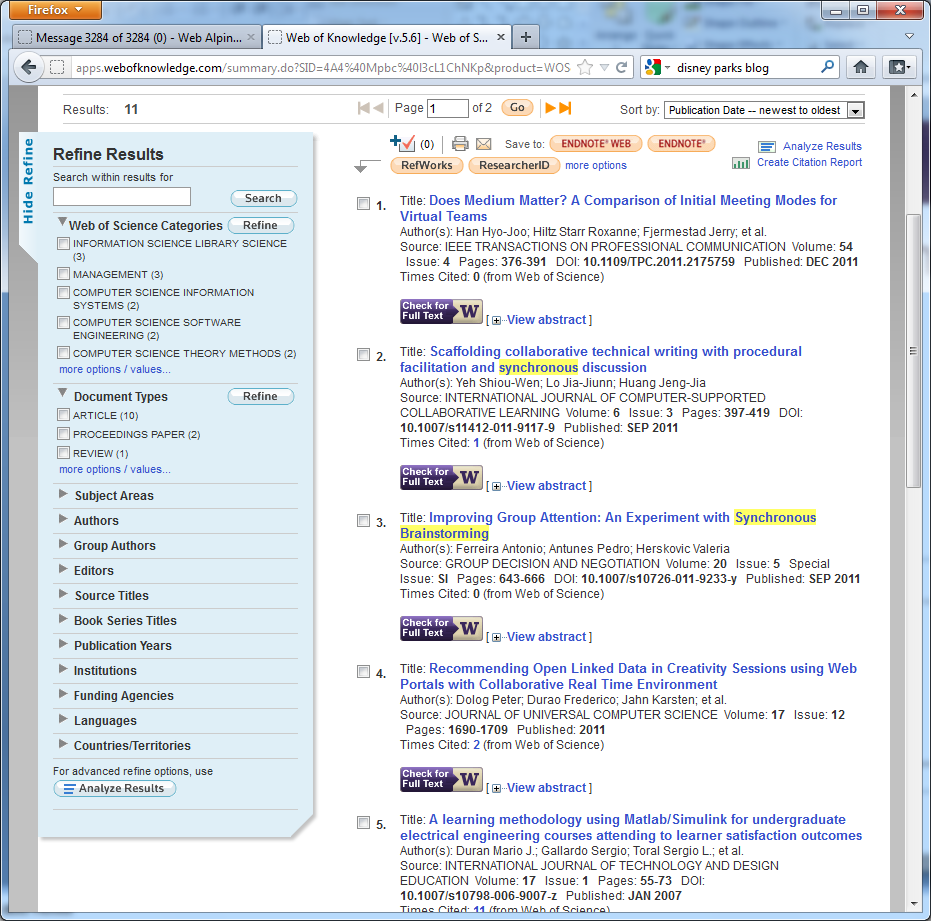 Firefox
Message 3284 of 3284 (0) - Web Alpin...
Web of Knowledge [v.5.6] - Web of S...
apps.webofknowledge.com/summary.do?SID=4A4%40Mpbc%40I3cL1ChNKp&product=WOS
disney parks blog
Results: 11
Page 1 of 2 Go
Sort by: Publication Date -- newest to oldest
Hide Refine
Refine Results
Search within results for
Search
Web of Science Categories Refine
INFORMATION SCIENCE LIBRARY SCIENCE
(3)
MANAGEMENT (3)
COMPUTER SCIENCE INFORMATION
SYSTEMS (2)
COMPUTER SCIENCE SOFTWARE
ENGINEERING (2)
COMPUTER SCIENCE THEORY METHODS (2)
more options / values...
Document Types Refine
ARTICLE (10)
PROCEEDINGS PAPER (2)
REVIEW (1)
more options / values...
Subject Areas
Authors
Group Authors
Editors
Source Titles
Book Series Titles
Publication Years
Institutions
Funding Agencies
Languages
Countries/Territories
For advanced refine options, use
Analyze Results
(0) Save to: ENDNOTE® WEB ENDNOTE®
RefWorks ResearcherID more options
Analyze Results
Create Citation Report
1. Title: Does Medium Matter? A Comparison of Initial Meeting Modes for
Virtual Teams
Author(s): Han Hyo-Joo; Hiltz Starr Roxanne; Fjermestad Jerry; et al.
Source: IEEE TRANSACTIONS ON PROFESSIONAL COMMUNICATION Volume: 54
Issue: 4 Pages: 376-391 DOI: 10.1109/TPC.2011.2175759 Published: DEC 2011
Times Cited: 0 (from Web of Science)
Check for
Full Text W [ View abstract ]
2. Title: Scaffolding collaborative technical writing with procedural
facilitation and synchronous discussion
Author(s): Yeh Shiou-Wen; Lo Jia-Jiunn; Huang Jeng-Jia
Source: INTERNATIONAL JOURNAL OF COMPUTER-SUPPORTED
COLLABORATIVE LEARNING Volume: 6 Issue: 3 Pages: 397-419 DOI:
10.1007/s11412-011-9117-9 Published: SEP 2011
Times Cited: 1 (from Web of Science)
Check for
Full Text W [ View abstract ]
3. Title: Improving Group Attention: An Experiment with Synchronous
Brainstorming
Author(s): Ferreira Antonio; Antunes Pedro; Herskovic Valeria
Source: GROUP DECISION AND NEGOTIATION Volume: 20 Issue: 5 Special
Issue: SI Pages: 643-666 DOI: 10.1007/s10726-011-9233-y Published: SEP 2011
Times Cited: 0 (from Web of Science)
Check for
Full Text W [ View abstract ]
4. Title: Recommending Open Linked Data in Creativity Sessions using Web
Portals with Collaborative Real Time Environment
Author(s): Dolog Peter; Durao Frederico; Jahn Karsten; et al.
Source: JOURNAL OF UNIVERSAL COMPUTER SCIENCE Volume: 17 Issue: 12
Pages: 1690-1709 Published: 2011
Times Cited: 2 (from Web of Science)
Check for
Full Text W [ View abstract ]
5. Title: A learning methodology using Matlab/Simulink for undergraduate
electrical engineering courses attending to learner satisfaction outcomes
Author(s): Duran Mario J.; Gallardo Sergio; Toral Sergio L.; et al.
Source: INTERNATIONAL JOURNAL OF TECHNOLOGY AND DESIGN
EDUCATION Volume: 17 Issue: 1 Pages: 55-73 DOI:
10.1007/s10798-006-9007-z Published: JAN 2007
Times Cited: 11 (from Web of Science)